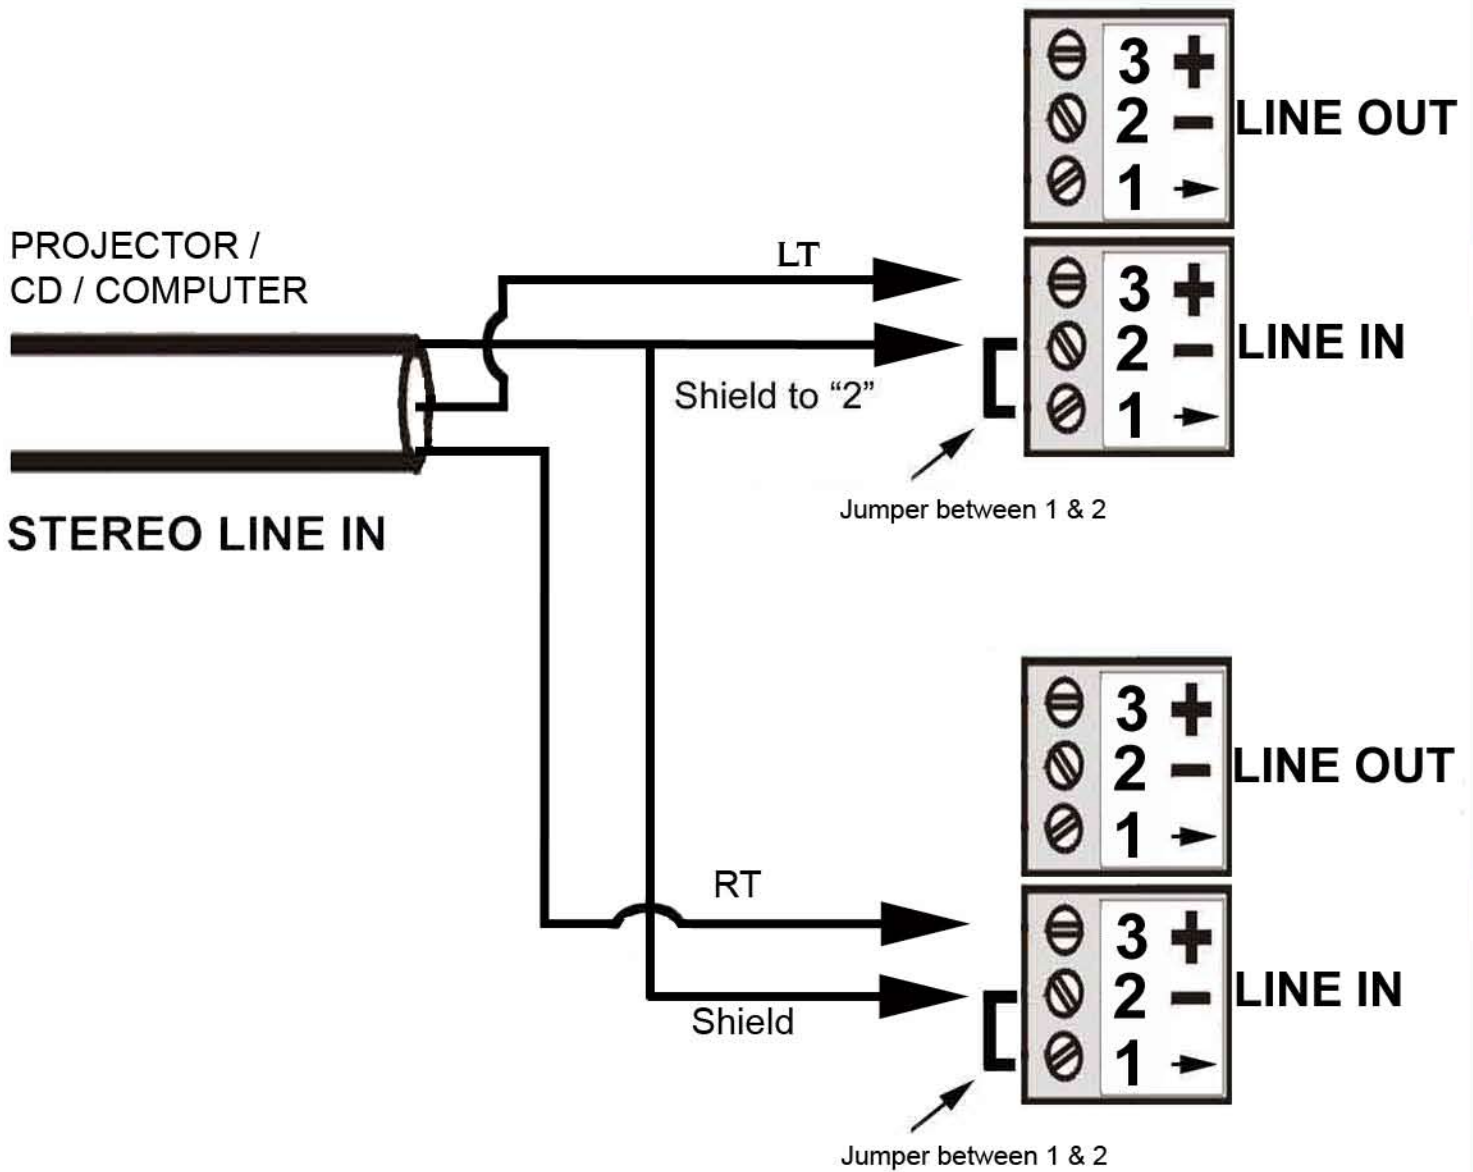 3 +
2 − LINE OUT
1
PROJECTOR /
CD / COMPUTER
LT
3 +
2 − LINE IN
1
Shield to “2”
Jumper between 1 & 2
STEREO LINE IN
3 +
2 − LINE OUT
1
RT
3 +
2 − LINE IN
1
Shield
Jumper between 1 & 2